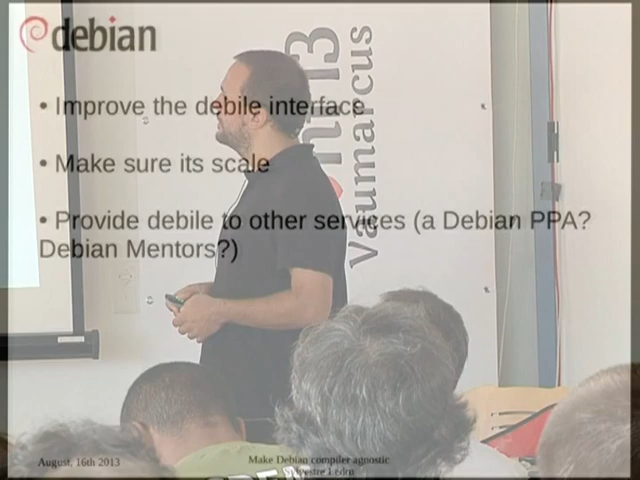 debian
• Improve the debile interface
• Make sure its scale
• Provide debile to other services (a Debian PPA?
Debian Mentors?)
Vaumarcus
August, 16th 2013
Make Debian compiler agnostic